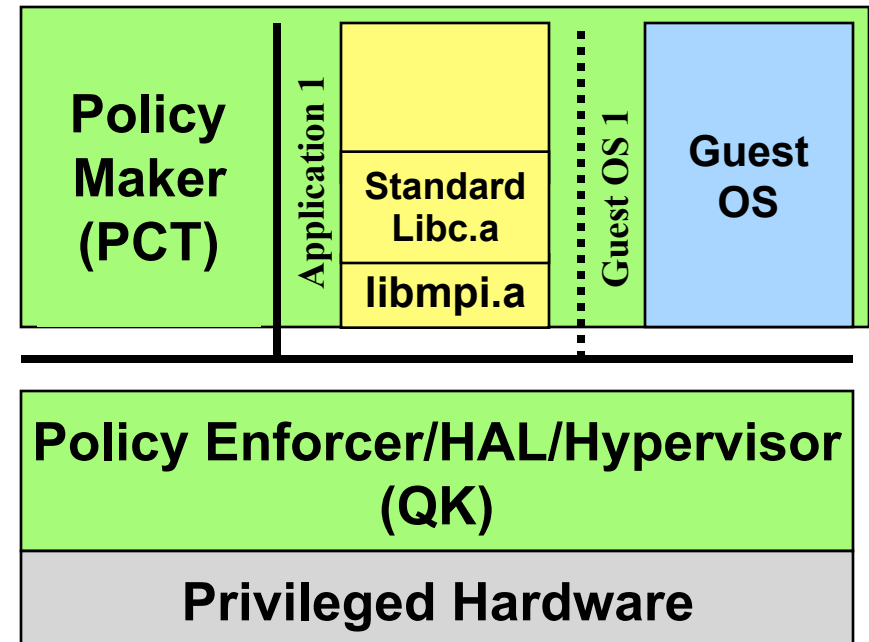 Policy
Maker
(PCT)
Application 1
Standard
Libc.a
libmpi.a
Guest OS 1
Guest
OS
Policy Enforcer/HAL/Hypervisor
(QK)
Privileged Hardware